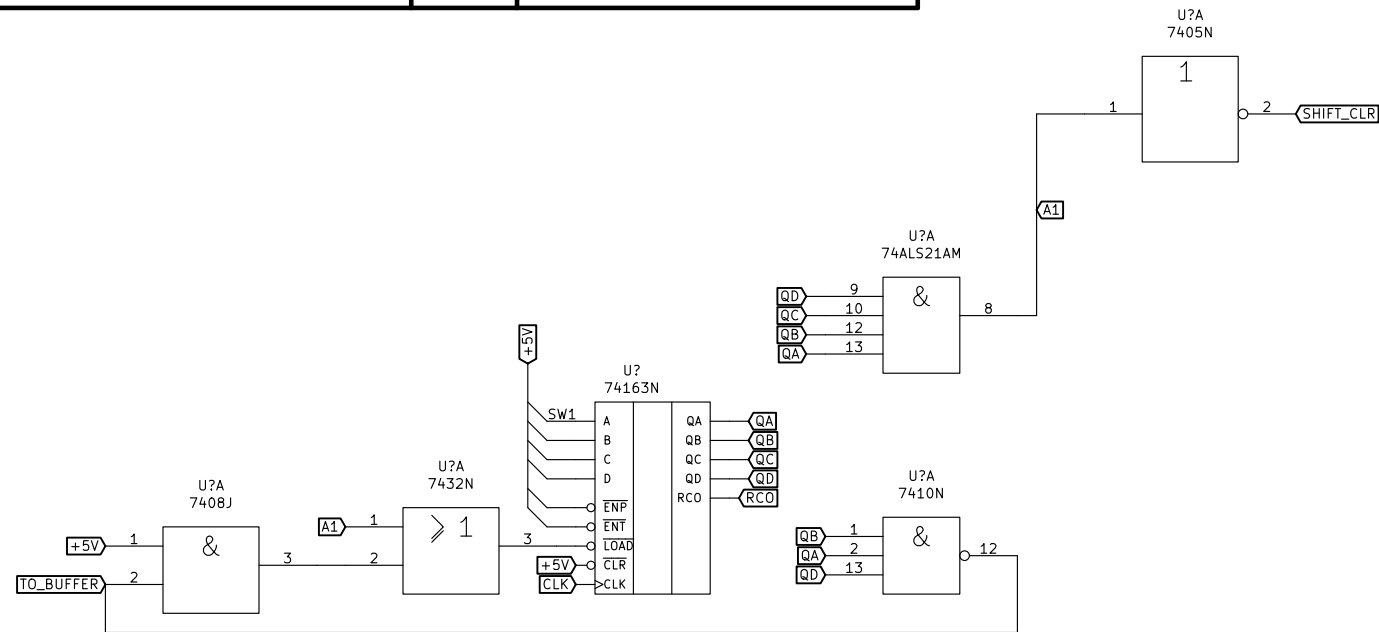 U?A
7405N
1
1
2
SHIFT_CLR
A1
U?A
74ALS21AM
&
QD
9
QC
10
QB
12
QA
13
8
+5V
U?
74163N
SW1
A
B
C
D
ENP
ENT
LOAD
CLR
CLK
QA
QB
QC
QD
RCO
QA
QB
QC
QD
RCO
+5V
CLK
U?A
7432N
A1
1
2
≥ 1
3
U?A
7408J
+5V
1
TO_BUFFER
2
&
3
U?A
7410N
QB
1
QA
2
QD
13
&
12